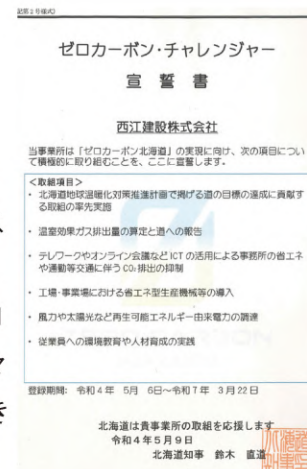 記第2号様式
ゼロカーボン・チャレンジャー
宣誓書
西江建設株式会社
当事業所は「ゼロカーボン北海道」の実現に向け、次の項目につい
て積極的に取り組むことを、ここに宣誓します。
<取組項目>
・ 北海道地球温暖化対策推進計画で掲げる道の目標の達成に貢献す
る取組の率先実施
・ 温室効果ガス排出量の算定と道への報告
・ テレワークやオンライン会議などICTの活用による事務所の省エネ
や通勤等交通に伴うCO₂排出の抑制
・ 工場・事業場における省エネ型生産機械等の導入
・ 風力や太陽光など再生可能エネルギー由来電力の調達
・ 従業員への環境教育や人材育成の実践
登録期間: 令和4年 5月 6日~令和7年 3月22日
北海道は貴事業所の取組を応援します
令和4年5月9日
北海道知事 鈴木 直道